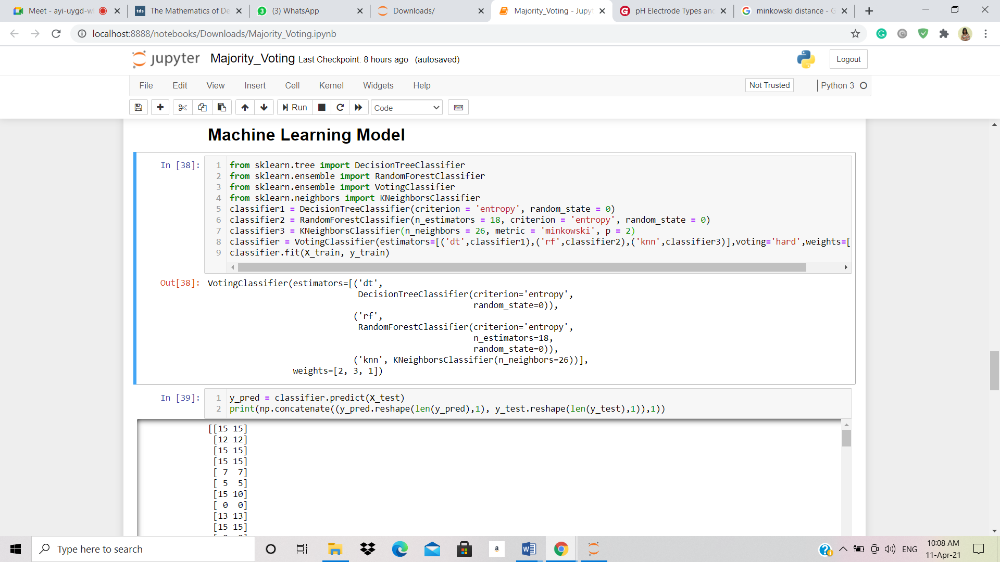 Meet - ayi-uygd-wi
The Mathematics of De
(3) WhatsApp
Downloads/
Majority_Voting - Jupyt
pH Electrode Types and
minkowski distance - G
localhost:8888/notebooks/Downloads/Majority_Voting.ipynb
jupyter Majority_Voting Last Checkpoint: 8 hours ago (autosaved)
Logout
File Edit View Insert Cell Kernel Widgets Help
Not Trusted
Python 3
Run
Code
Machine Learning Model
In [38]:
1 from sklearn.tree import DecisionTreeClassifier
2 from sklearn.ensemble import RandomForestClassifier
3 from sklearn.ensemble import VotingClassifier
4 from sklearn.neighbors import KNeighborsClassifier
5 classifier1 = DecisionTreeClassifier(criterion = 'entropy', random_state = 0)
6 classifier2 = RandomForestClassifier(n_estimators = 18, criterion = 'entropy', random_state = 0)
7 classifier3 = KNeighborsClassifier(n_neighbors = 26, metric = 'minkowski', p = 2)
8 classifier = VotingClassifier(estimators=[('dt',classifier1),('rf',classifier2),('knn',classifier3)],voting='hard',weights=[
9 classifier.fit(X_train, y_train)
Out[38]: VotingClassifier(estimators=[('dt',
DecisionTreeClassifier(criterion='entropy',
random_state=0)),
('rf',
RandomForestClassifier(criterion='entropy',
n_estimators=18,
random_state=0)),
('knn', KNeighborsClassifier(n_neighbors=26))],
weights=[2, 3, 1])
In [39]:
1 y_pred = classifier.predict(X_test)
2 print(np.concatenate((y_pred.reshape(len(y_pred),1), y_test.reshape(len(y_test),1)),1))
[[15 15]
[12 12]
[15 15]
[15 15]
[ 7 7]
[ 5 5]
[15 10]
[ 0 0]
[13 13]
[15 15]
Type here to search
ENG
10:08 AM
11-Apr-21